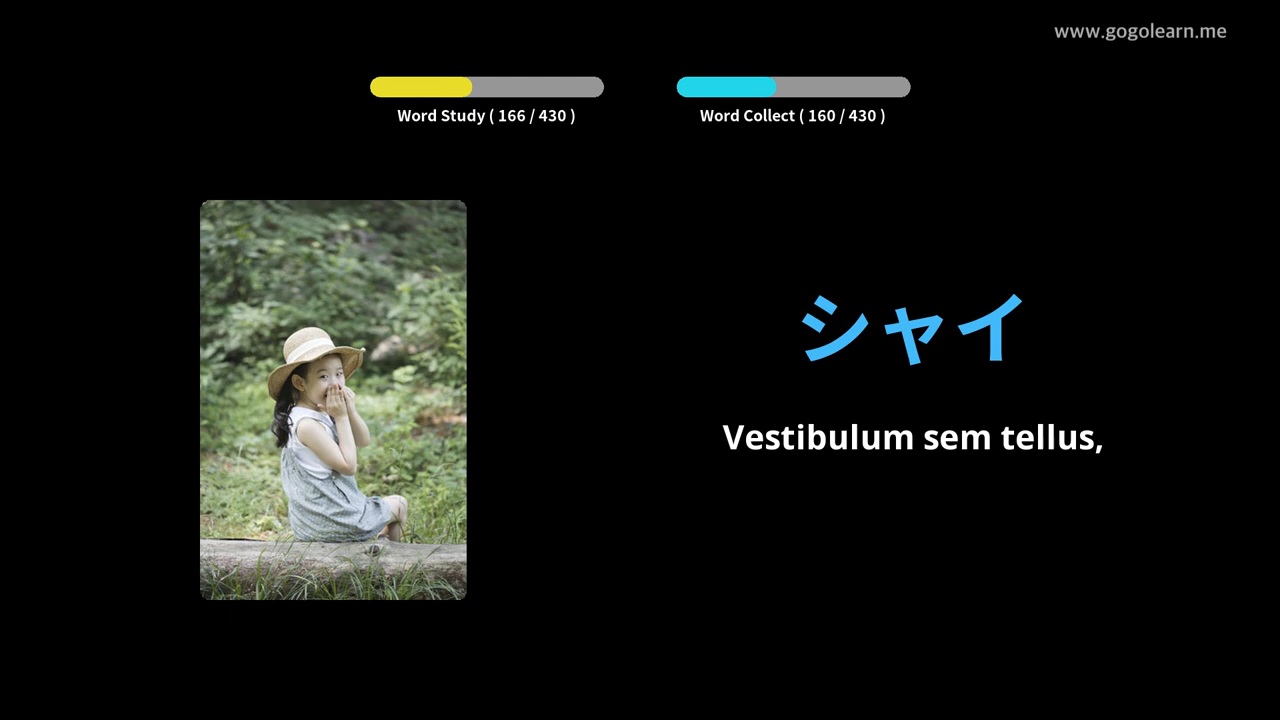 www.gogolearn.me
Word Study ( 166 / 430 )
Word Collect ( 160 / 430 )
シャイ
Vestibulum sem tellus,